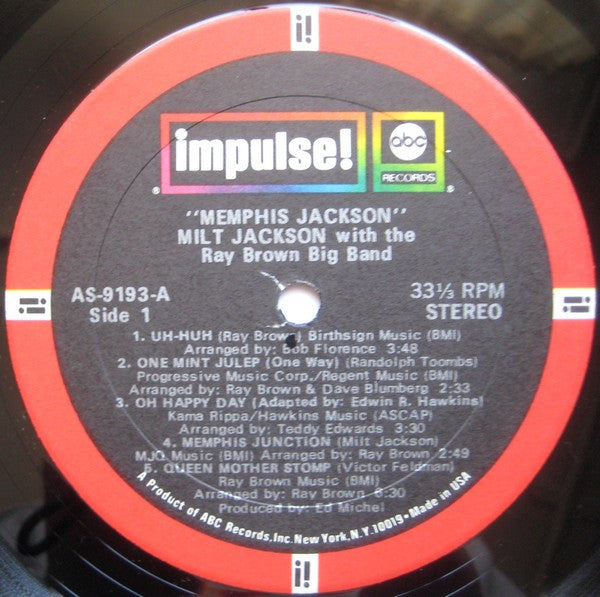 i!
impulse!
abc
RECORDS
® ®
"MEMPHIS JACKSON"
MILT JACKSON with the
Ray Brown Big Band
AS-9193-A
Side 1
33⅓ RPM
STEREO
i!
i!
1. UH-HUH (Ray Brown) Birthsign Music (BMI)
Arranged by: Bob Florence 3:48
2. ONE MINT JULEP (One Way) (Randolph Toombs)
Progressive Music Corp./Regent Music (BMI)
Arranged by: Ray Brown & Dave Blumberg 2:33
3. OH HAPPY DAY (Adapted by: Edwin R. Hawkins)
Kama Rippa/Hawkins Music (ASCAP)
Arranged by: Teddy Edwards 3:30
4. MEMPHIS JUNCTION (Milt Jackson)
MJQ Music (BMI) Arranged by: Ray Brown 2:49
5. QUEEN MOTHER STOMP (Victor Feldman)
Ray Brown Music (BMI)
Arranged by: Ray Brown 6:30
Produced by: Ed Michel
A Product of ABC Records, Inc. New York, N.Y. 10019 • Made in USA
i!